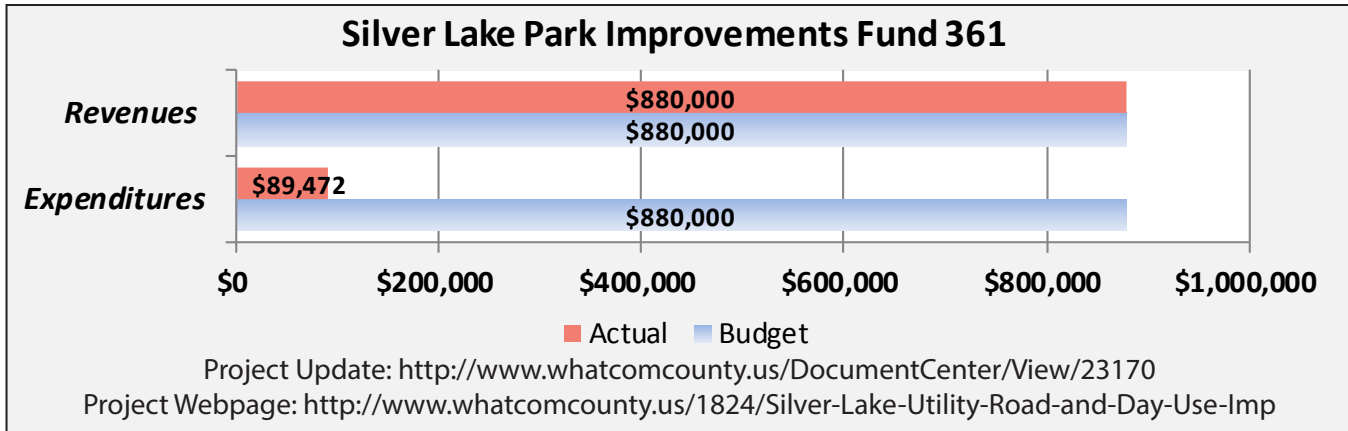 Silver Lake Park Improvements Fund 361
Revenues
$880,000
$880,000
Expenditures
$89,472
$880,000
$0 $200,000 $400,000 $600,000 $800,000 $1,000,000
Actual Budget
Project Update: http://www.whatcomcounty.us/DocumentCenter/View/23170
Project Webpage: http://www.whatcomcounty.us/1824/Silver-Lake-Utility-Road-and-Day-Use-Imp